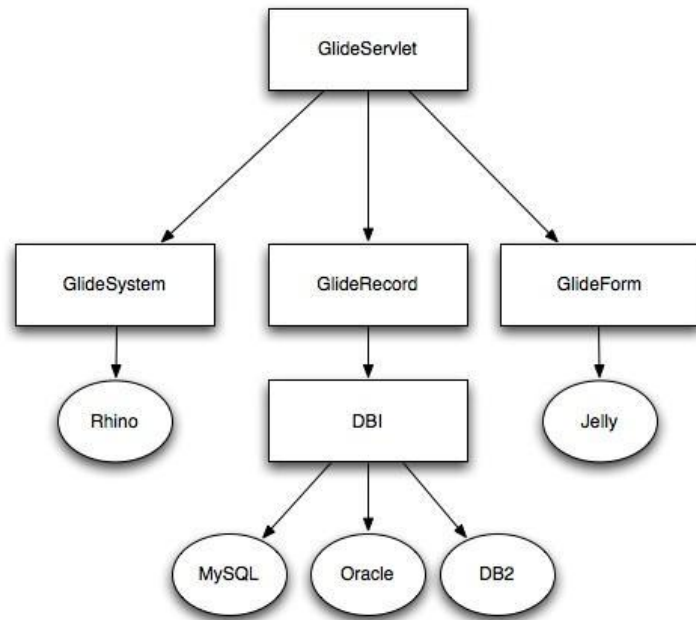 GlideServlet
GlideSystem
GlideRecord
GlideForm
Rhino
DBI
Jelly
MySQL
Oracle
DB2